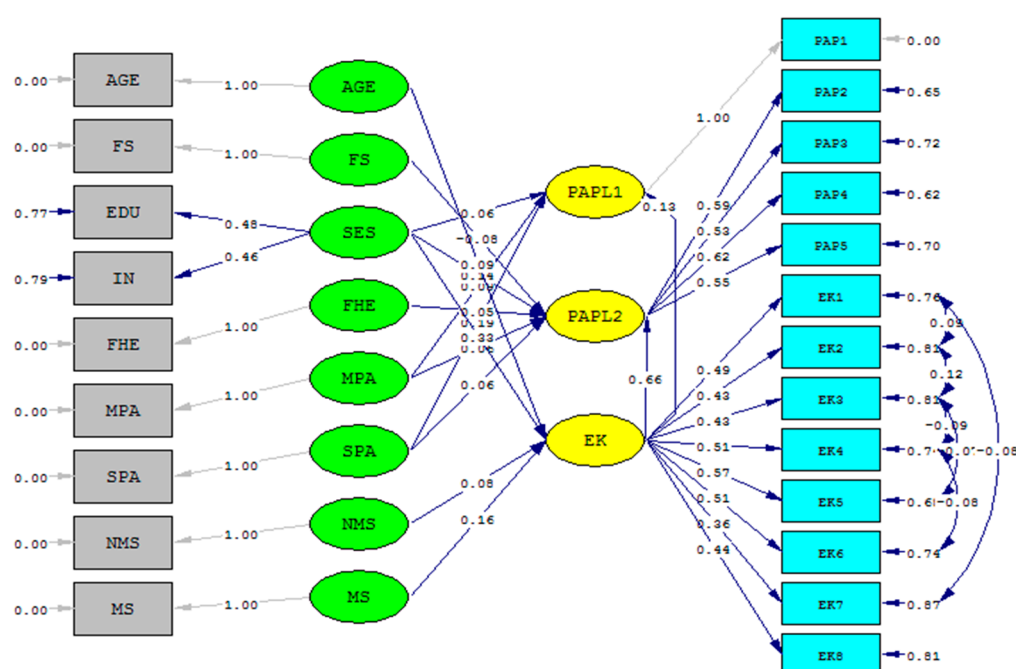 0.00
AGE
1.00
0.00
FS
1.00
0.77
EDU
0.48
0.79
IN
0.46
0.00
FHE
1.00
0.00
MPA
1.00
0.00
SPA
1.00
0.00
NMS
1.00
0.00
MS
1.00
AGE
FS
SES
FHE
MPA
SPA
NMS
MS
0.06
-0.08
0.09
0.05
0.33
0.06
0.08
0.16
PAPL1
PAPL2
EK
0.13
0.66
1.00
0.59
0.53
0.62
0.55
0.49
0.43
0.43
0.51
0.57
0.51
0.36
0.44
PAP1
0.00
PAP2
0.65
PAP3
0.72
PAP4
0.62
PAP5
0.70
EK1
0.76
0.09
EK2
0.81
0.12
EK3
0.81
-0.09
EK4
-0.08
EK5
-0.08
EK6
0.74
EK7
0.87
EK8
0.81